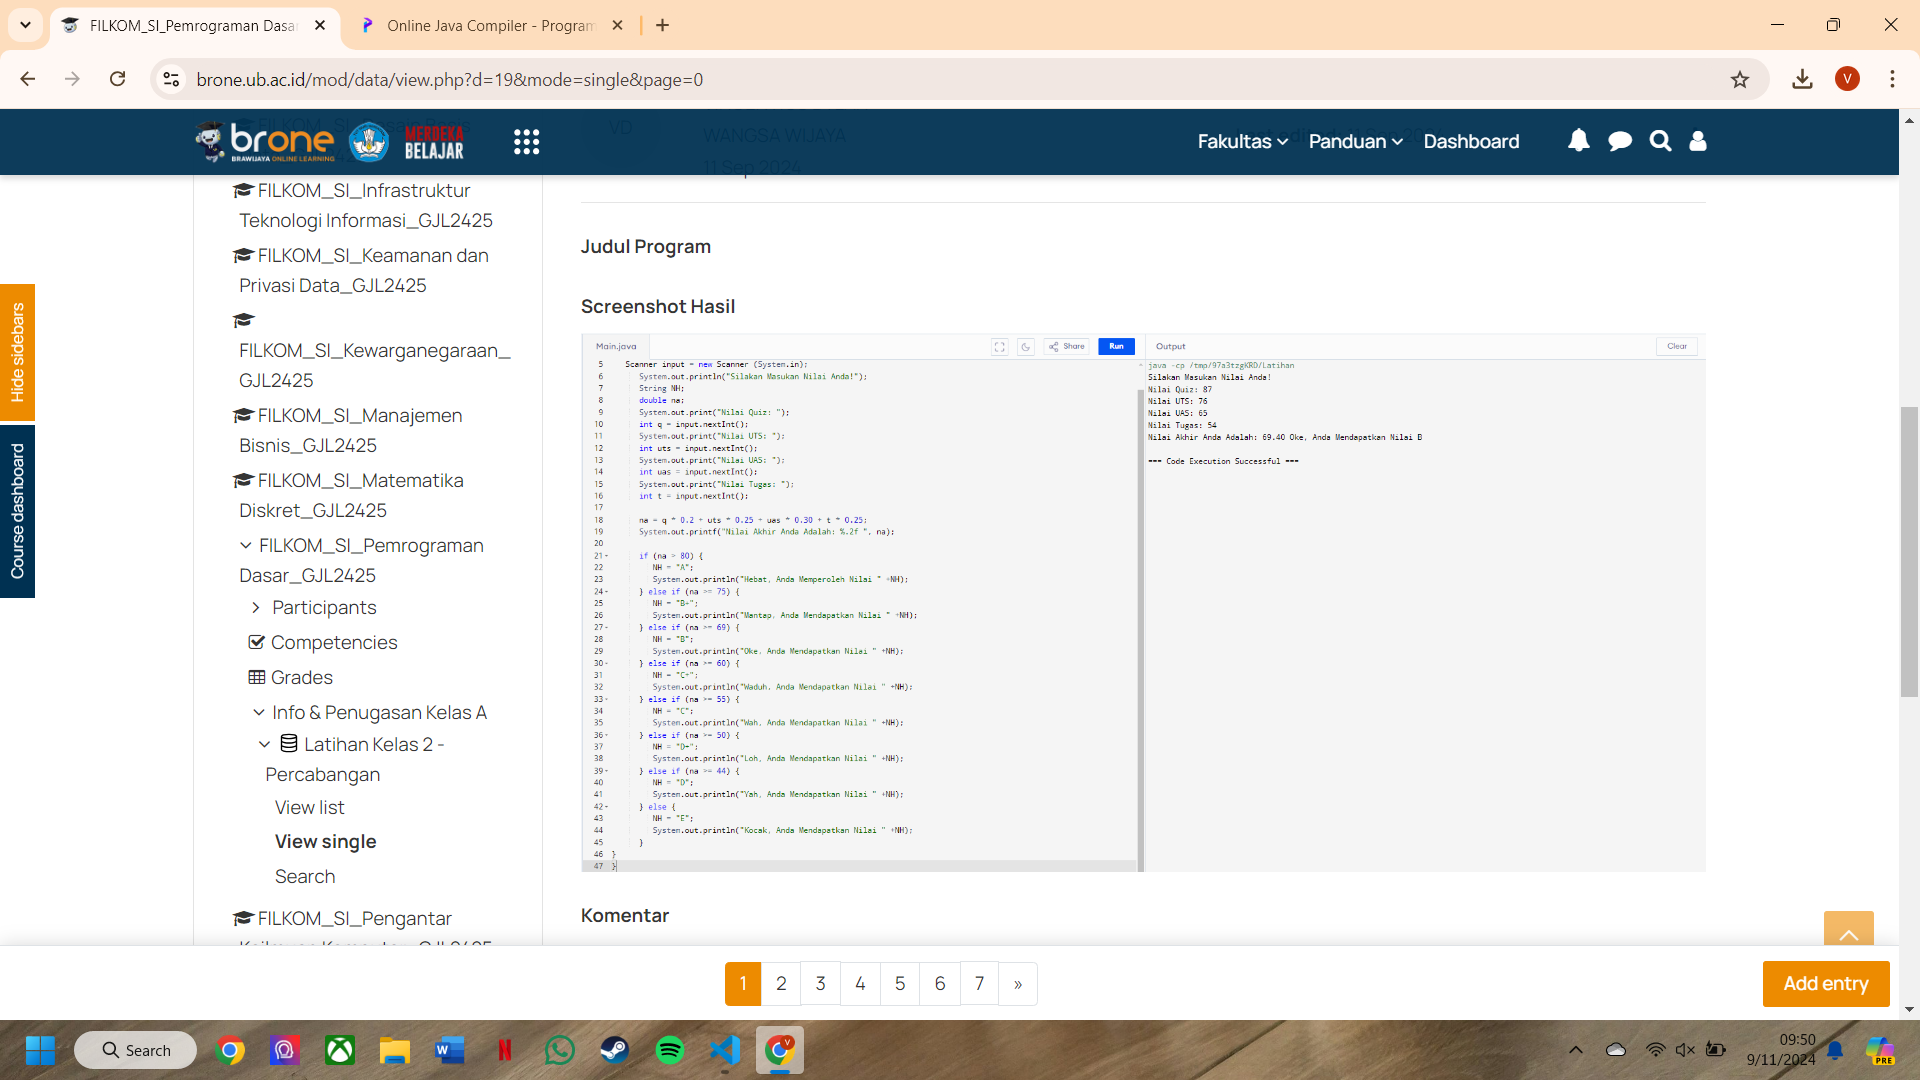 FILKOM_SI_Pemrograman Dasar
Online Java Compiler - Program
brone.ub.ac.id/mod/data/view.php?d=19&mode=single&page=0
V
brone
BRAWIJAYA ONLINE LEARNING
MERDEKA
BELAJAR
Fakultas
Panduan
Dashboard
VD
WANGSA WIJAYA
11 Sep 2024
Hide sidebars
Course dashboard
FILKOM_SI_Infrastruktur
Teknologi Informasi_GJL2425
FILKOM_SI_Keamanan dan
Privasi Data_GJL2425
FILKOM_SI_Kewarganegaraan_
GJL2425
FILKOM_SI_Manajemen
Bisnis_GJL2425
FILKOM_SI_Matematika
Diskret_GJL2425
FILKOM_SI_Pemrograman
Dasar_GJL2425
Participants
Competencies
Grades
Info & Penugasan Kelas A
Latihan Kelas 2 -
Percabangan
View list
View single
Search
FILKOM_SI_Pengantar
Judul Program
Screenshot Hasil
Main.java
Share
Run
Output
Clear
5 Scanner input = new Scanner (System.in);
6 System.out.println("Silakan Masukan Nilai Anda!");
7 String NH;
8 double na;
9 System.out.print("Nilai Quiz: ");
10 int q = input.nextInt();
11 System.out.print("Nilai UTS: ");
12 int uts = input.nextInt();
13 System.out.print("Nilai UAS: ");
14 int uas = input.nextInt();
15 System.out.print("Nilai Tugas: ");
16 int t = input.nextInt();
17
18 na = q * 0.2 + uts * 0.25 + uas * 0.30 + t * 0.25;
19 System.out.printf("Nilai Akhir Anda Adalah: %.2f ", na);
20
21 if (na > 80) {
22 NH = "A";
23 System.out.println("Hebat, Anda Memperoleh Nilai " +NH);
24 } else if (na >= 75) {
25 NH = "B+";
26 System.out.println("Mantap, Anda Mendapatkan Nilai " +NH);
27 } else if (na >= 69) {
28 NH = "B";
29 System.out.println("Oke, Anda Mendapatkan Nilai " +NH);
30 } else if (na >= 60) {
31 NH = "C+";
32 System.out.println("Waduh, Anda Mendapatkan Nilai " +NH);
33 } else if (na >= 55) {
34 NH = "C";
35 System.out.println("Wah, Anda Mendapatkan Nilai " +NH);
36 } else if (na >= 50) {
37 NH = "D+";
38 System.out.println("Loh, Anda Mendapatkan Nilai " +NH);
39 } else if (na >= 44) {
40 NH = "D";
41 System.out.println("Yah, Anda Mendapatkan Nilai " +NH);
42 } else {
43 NH = "E";
44 System.out.println("Kocak, Anda Mendapatkan Nilai " +NH);
45 }
46 }
47 }
java -cp /tmp/97a3tzgKRD/Latihan
Silakan Masukan Nilai Anda!
Nilai Quiz: 87
Nilai UTS: 76
Nilai UAS: 65
Nilai Tugas: 54
Nilai Akhir Anda Adalah: 69.40 Oke, Anda Mendapatkan Nilai B
=== Code Execution Successful ===
Komentar
1 2 3 4 5 6 7 »
Add entry
Search
09:50
9/11/2024
PRE